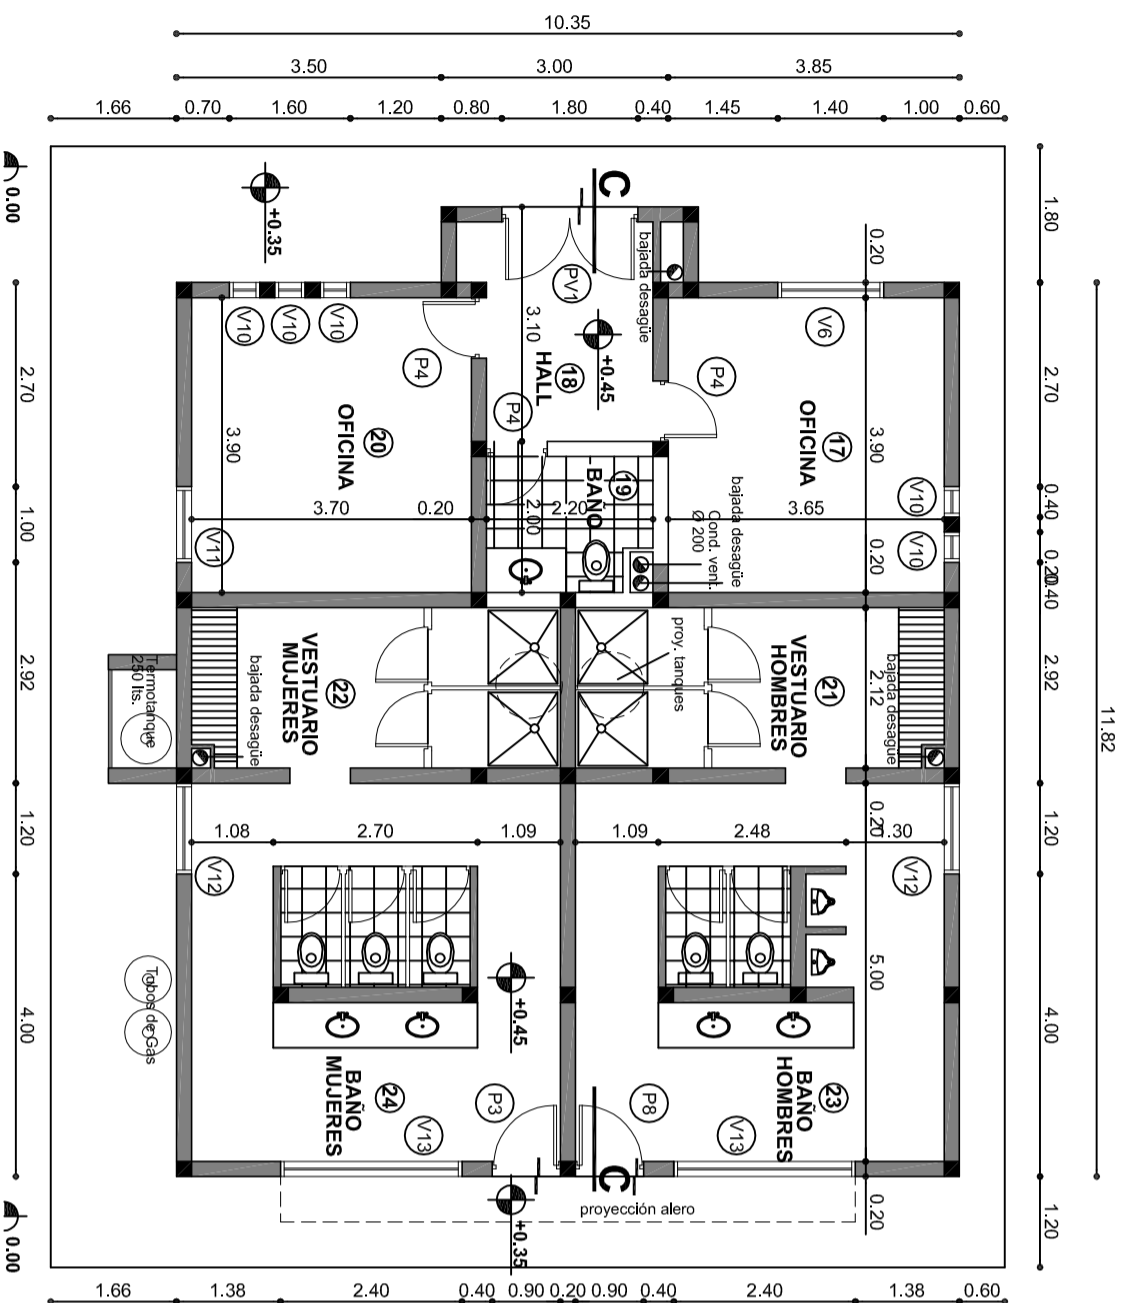 10.35
3.50 3.00 3.85
1.66 0.70 1.60 1.20 0.80 1.80 0.40 1.45 1.40 1.00 0.60
0.00
+0.35
C
bajada desagüe
PV1
0.20
V6
1.80
V10 V10 V10
P4
3.10
+0.45
18
HALL
P4
P4
20
OFICINA
3.90
17
OFICINA
3.90
2.70
2.70
11.82
19
BAÑO
bajada desagüe
Cond. vent.
Ø 200
V10
V10
3.70 0.20 2.20 3.65
2.00
V11
0.20
1.00
0.40
0.20
0.40
VESTUARIO
MUJERES
22
bajada desagüe
Termotanque
250 lts.
proy. tanques
VESTUARIO
HOMBRES
21
2.12
bajada desagüe
2.92
2.92
1.08 2.70 1.09 1.09 2.48 1.30
0.20
V12
V12
1.20
1.20
Tubos de Gas
+0.45
5.00
4.00
4.00
24
BAÑO
MUJERES
V13
P3
P8
23
BAÑO
HOMBRES
V13
C
+0.35
proyección alero
0.20
1.20
0.00
1.66 1.38 2.40 0.40 0.90 0.20 0.90 0.40 2.40 1.38 0.60